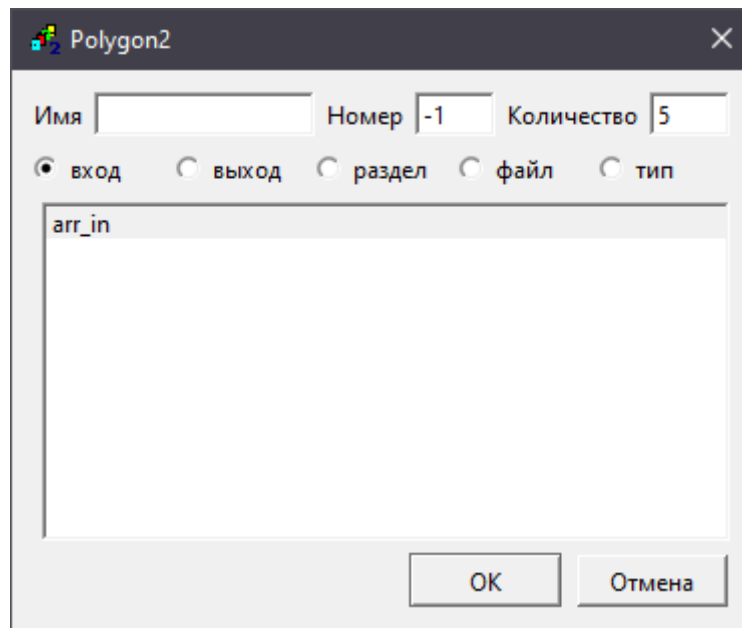 Polygon2
Имя Номер -1 Количество 5
вход выход раздел файл тип
arr_in
OK Отмена